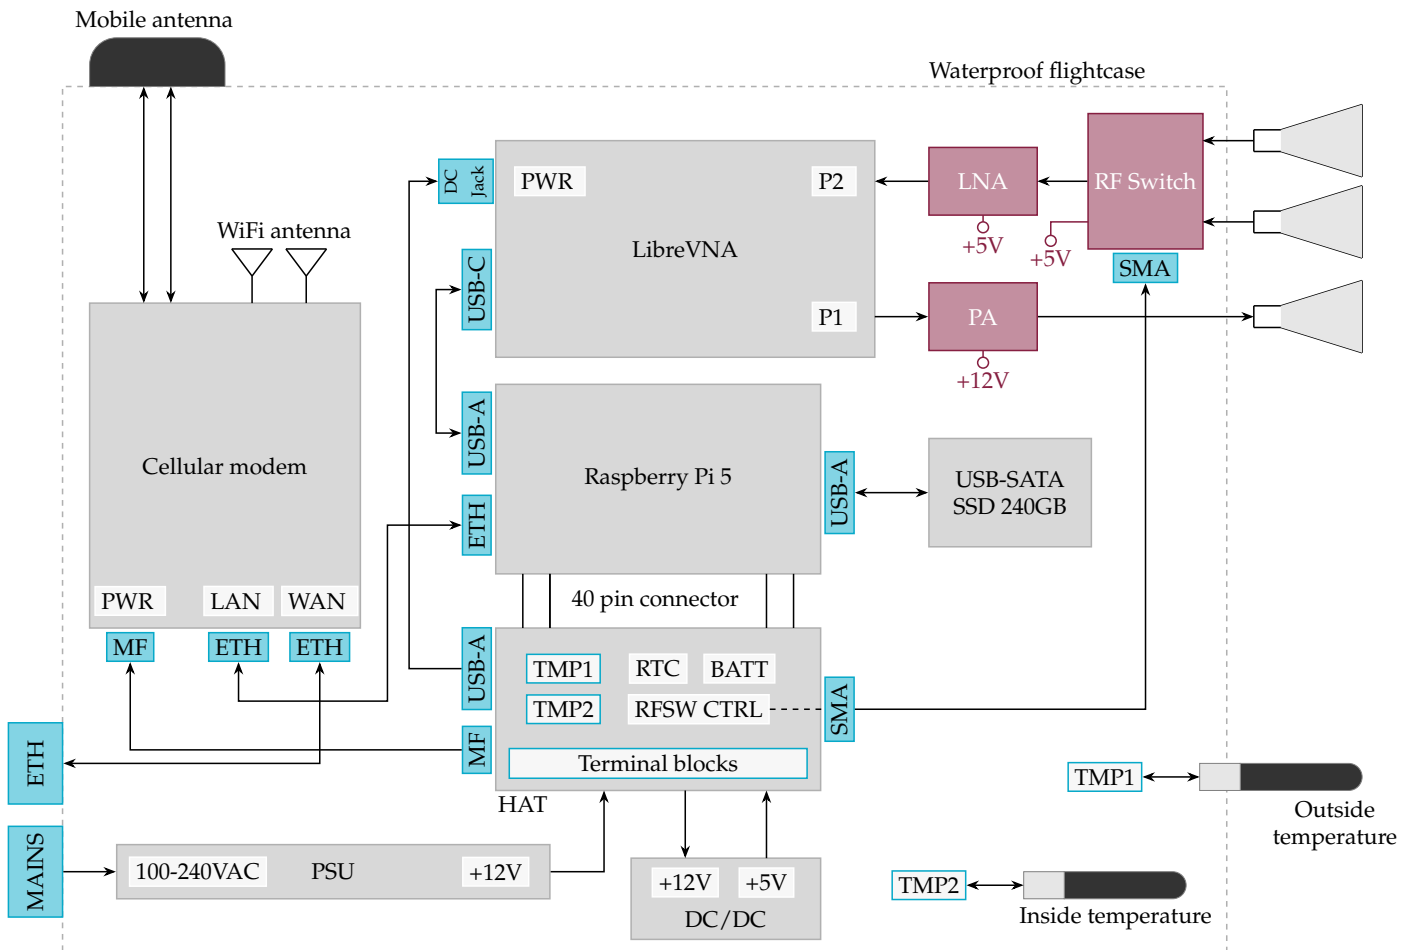 Mobile antenna
Waterproof flightcase
DC
Jack
PWR
P2
LNA
RF Switch
+5V
+5V
WiFi antenna
LibreVNA
USB-C
SMA
P1
PA
+12V
USB-A
Cellular modem
Raspberry Pi 5
USB-A
USB-SATA
SSD 240GB
ETH
PWR
LAN
WAN
40 pin connector
MF
ETH
ETH
USB-A
TMP1
RTC
BATT
TMP2
RFSW CTRL
SMA
MF
Terminal blocks
HAT
ETH
TMP1
Outside
temperature
MAINS
100-240VAC
PSU
+12V
+12V
+5V
DC/DC
TMP2
Inside temperature